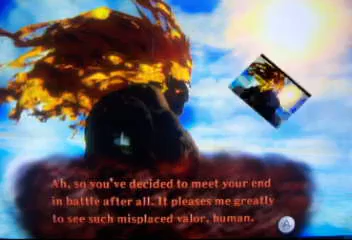 Ah, so you've decided to meet your end
in battle after all. It pleases me greatly
to see such misplaced valor, human.
A